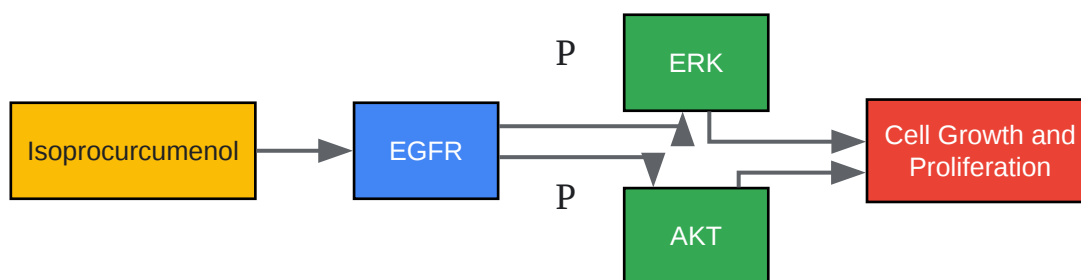 P
ERK
Isoprocurcumenol
EGFR
Cell Growth and
Proliferation
P
AKT